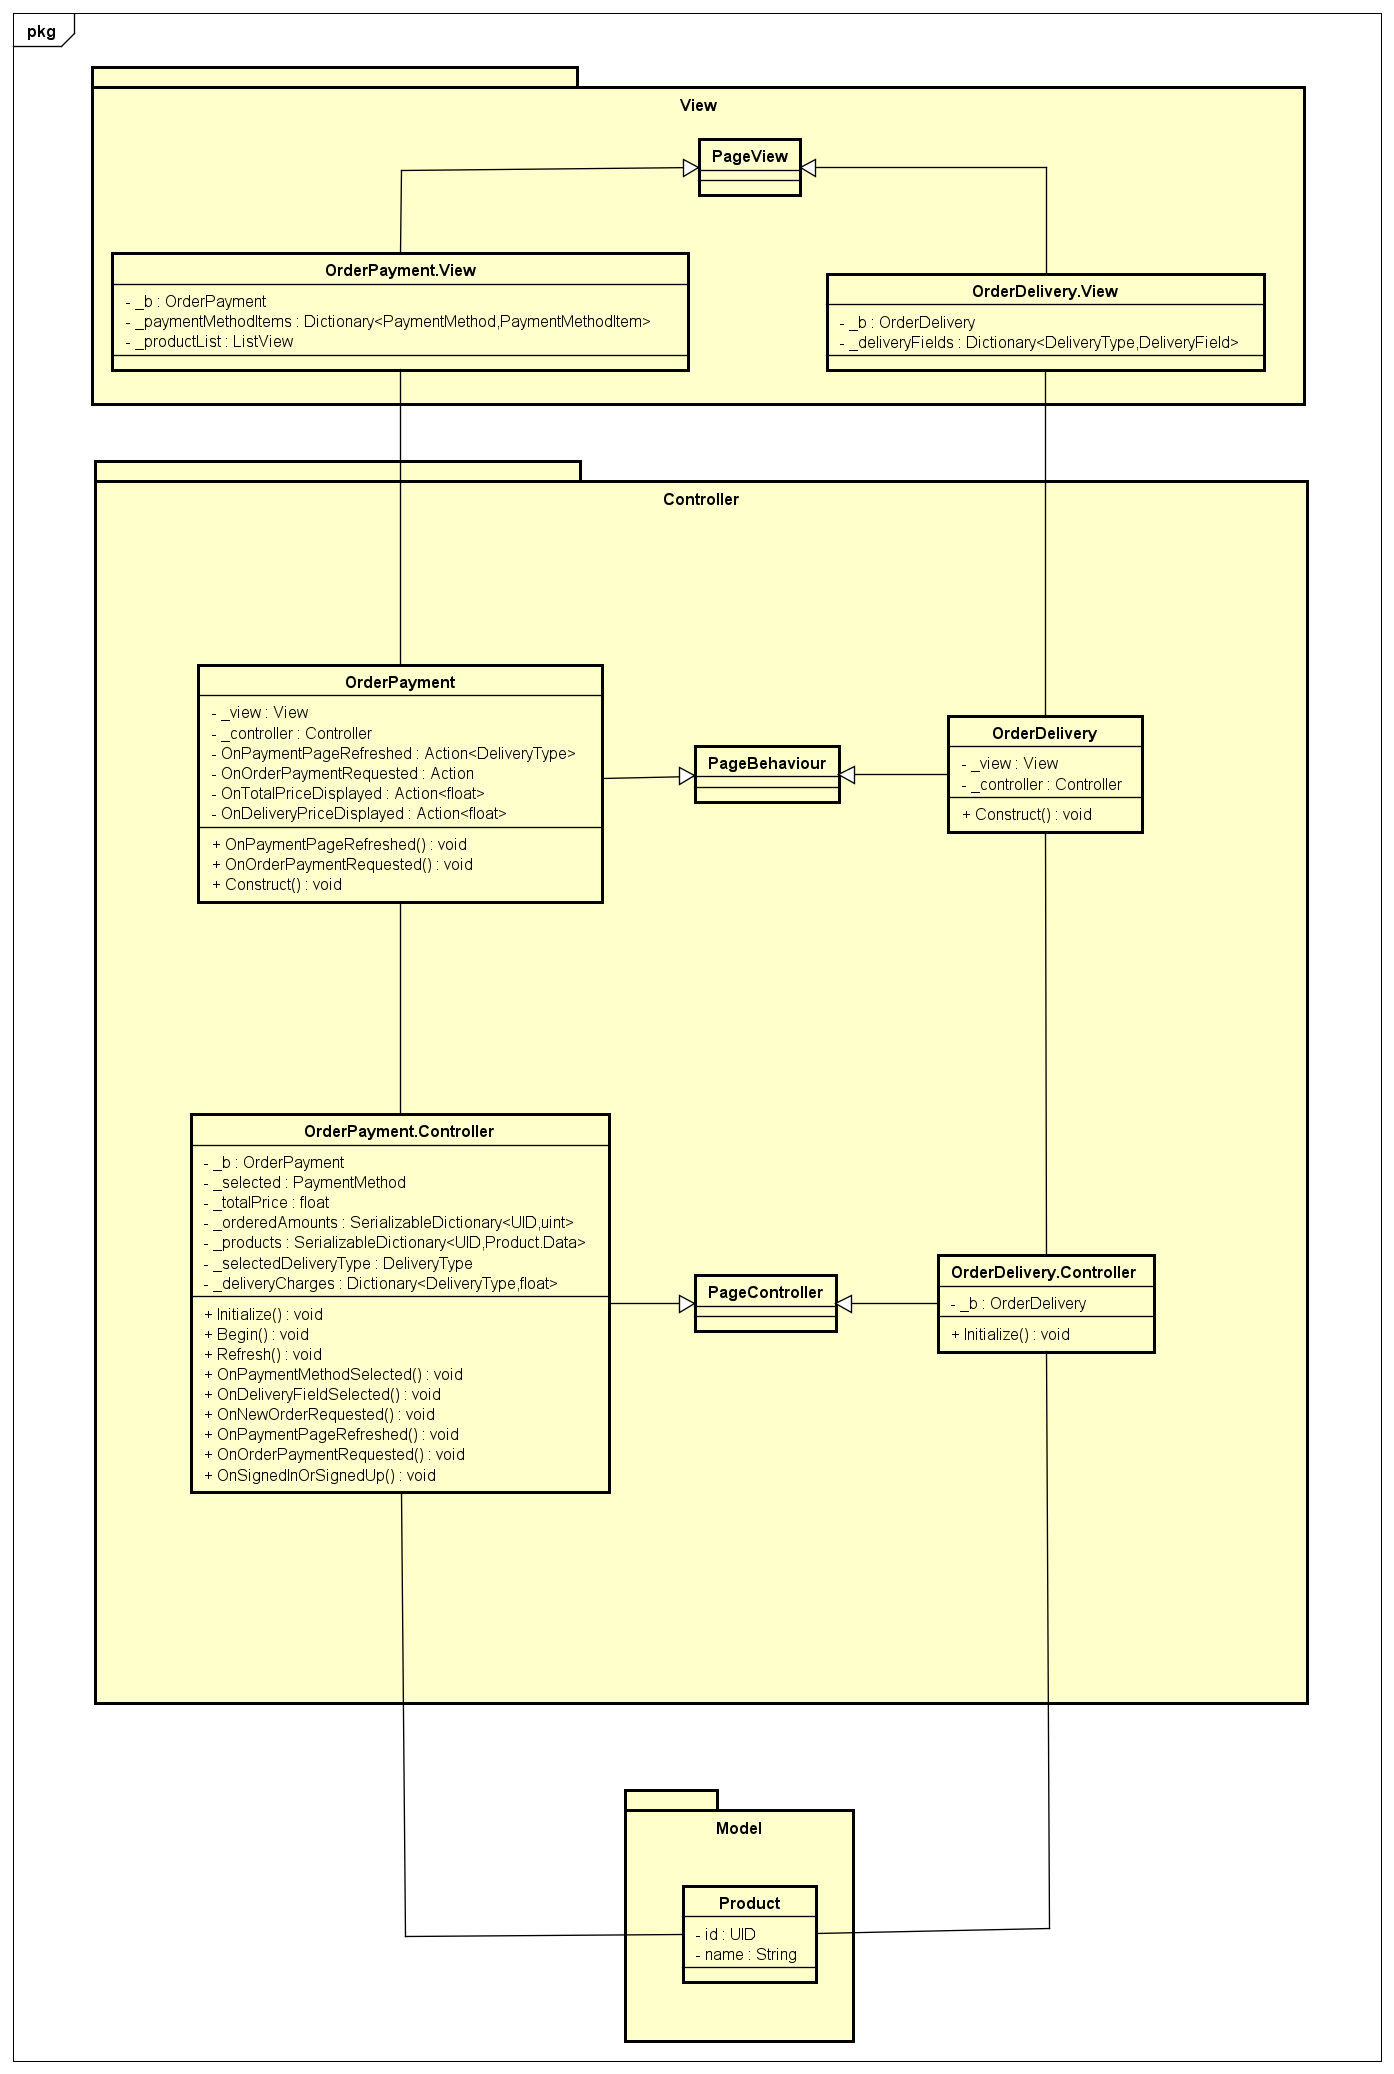 pkg
View
PageView
OrderPayment.View
- _b : OrderPayment
- _paymentMethodItems : Dictionary<PaymentMethod,PaymentMethodItem>
- _productList : ListView
OrderDelivery.View
- _b : OrderDelivery
- _deliveryFields : Dictionary<DeliveryType,DeliveryField>
Controller
OrderPayment
- _view : View
- _controller : Controller
- OnPaymentPageRefreshed : Action<DeliveryType>
- OnOrderPaymentRequested : Action
- OnTotalPriceDisplayed : Action<float>
- OnDeliveryPriceDisplayed : Action<float>
+ OnPaymentPageRefreshed() : void
+ OnOrderPaymentRequested() : void
+ Construct() : void
PageBehaviour
OrderDelivery
- _view : View
- _controller : Controller
+ Construct() : void
OrderPayment.Controller
- _b : OrderPayment
- _selected : PaymentMethod
- _totalPrice : float
- _orderedAmounts : SerializableDictionary<UID,uint>
- _products : SerializableDictionary<UID,Product.Data>
- _selectedDeliveryType : DeliveryType
- _deliveryCharges : Dictionary<DeliveryType,float>
+ Initialize() : void
+ Begin() : void
+ Refresh() : void
+ OnPaymentMethodSelected() : void
+ OnDeliveryFieldSelected() : void
+ OnNewOrderRequested() : void
+ OnPaymentPageRefreshed() : void
+ OnOrderPaymentRequested() : void
+ OnSignedInOrSignedUp() : void
PageController
OrderDelivery.Controller
- _b : OrderDelivery
+ Initialize() : void
Model
Product
- id : UID
- name : String